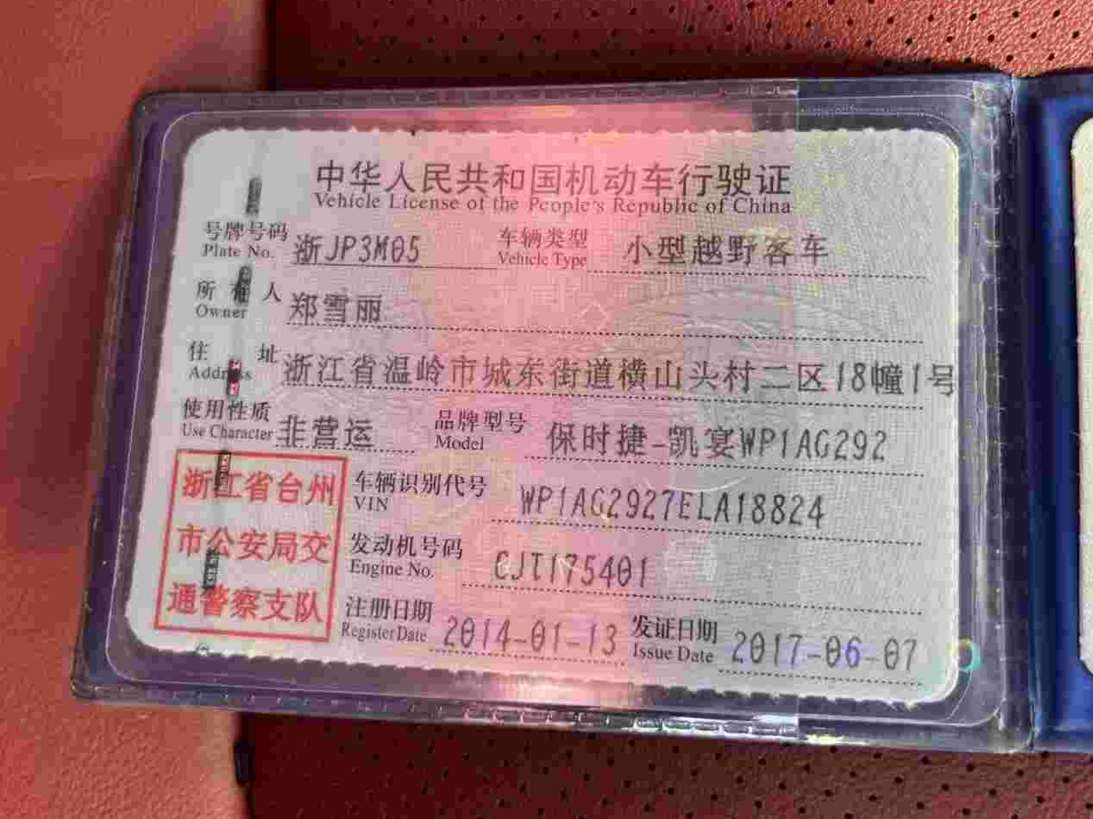 中华人民共和国机动车行驶证
Vehicle License of the People's Republic of China
号牌号码 浙JP3M05 车辆类型 小型越野客车
Plate No. Vehicle Type
所有人 郑雪丽
Owner
住址 浙江省温岭市城东街道横山头村二区18幢1号
Address
使用性质 非营运 品牌型号 保时捷-凯宴WP1AG292
Use Character Model
浙江省台州
市公安局交
通警察支队
车辆识别代号 WP1AG2927ELA18824
VIN
发动机号码 CJT175401
Engine No.
注册日期 2014-01-13 发证日期 2017-06-07
Register Date Issue Date